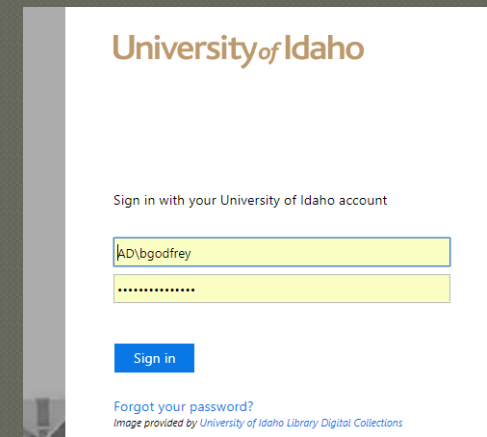 University of Idaho
Sign in with your University of Idaho account
AD\bgodfrey
•••••••••••••••
Sign in
Forgot your password?
Image provided by University of Idaho Library Digital Collections